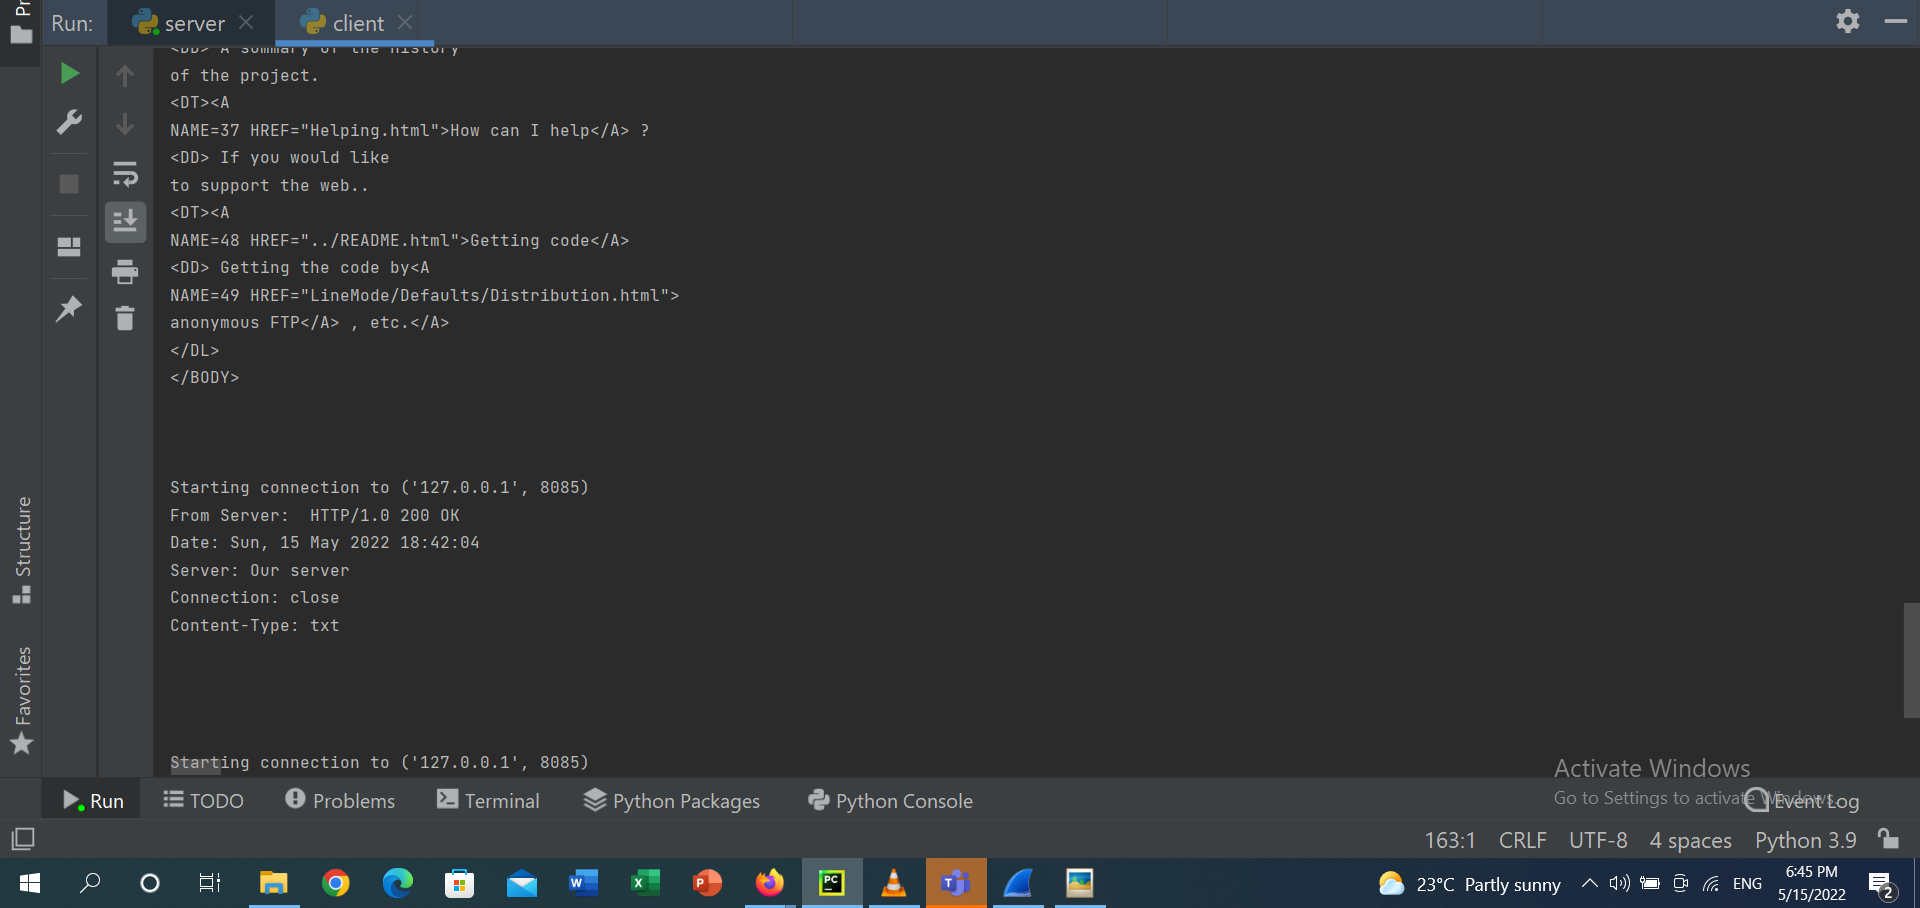 Pr
Run:
server
client
<DD> A summary of the history
of the project.
<DT><A
NAME=37 HREF="Helping.html">How can I help</A> ?
<DD> If you would like
to support the web..
<DT><A
NAME=48 HREF="../README.html">Getting code</A>
<DD> Getting the code by<A
NAME=49 HREF="LineMode/Defaults/Distribution.html">
anonymous FTP</A> , etc.</A>
</DL>
</BODY>
Starting connection to ('127.0.0.1', 8085)
From Server:  HTTP/1.0 200 OK
Date: Sun, 15 May 2022 18:42:04
Server: Our server
Connection: close
Content-Type: txt
Starting connection to ('127.0.0.1', 8085)
Structure
Favorites
Activate Windows
Go to Settings to activate Windows.
Run
TODO
Problems
Terminal
Python Packages
Python Console
Event Log
163:1 CRLF UTF-8 4 spaces Python 3.9
23°C Partly sunny
ENG
6:45 PM
5/15/2022
2